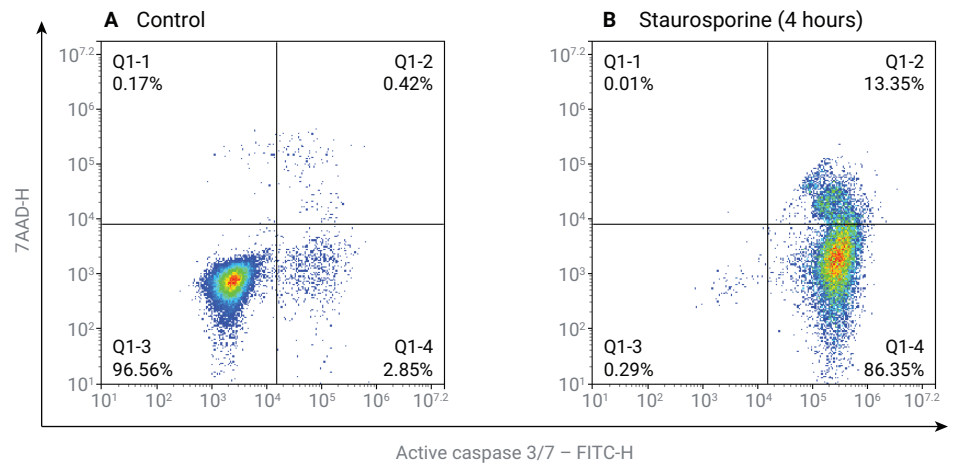 A Control
B Staurosporine (4 hours)
7AAD-H
10^7.2
10^6
10^5
10^4
10^3
10^2
10^1
Q1-1
0.17%
Q1-2
0.42%
Q1-3
96.56%
Q1-4
2.85%
10^1 10^2 10^3 10^4 10^5 10^6 10^7.2
10^7.2
10^6
10^5
10^4
10^3
10^2
10^1
Q1-1
0.01%
Q1-2
13.35%
Q1-3
0.29%
Q1-4
86.35%
10^1 10^2 10^3 10^4 10^5 10^6 10^7.2
Active caspase 3/7 – FITC-H